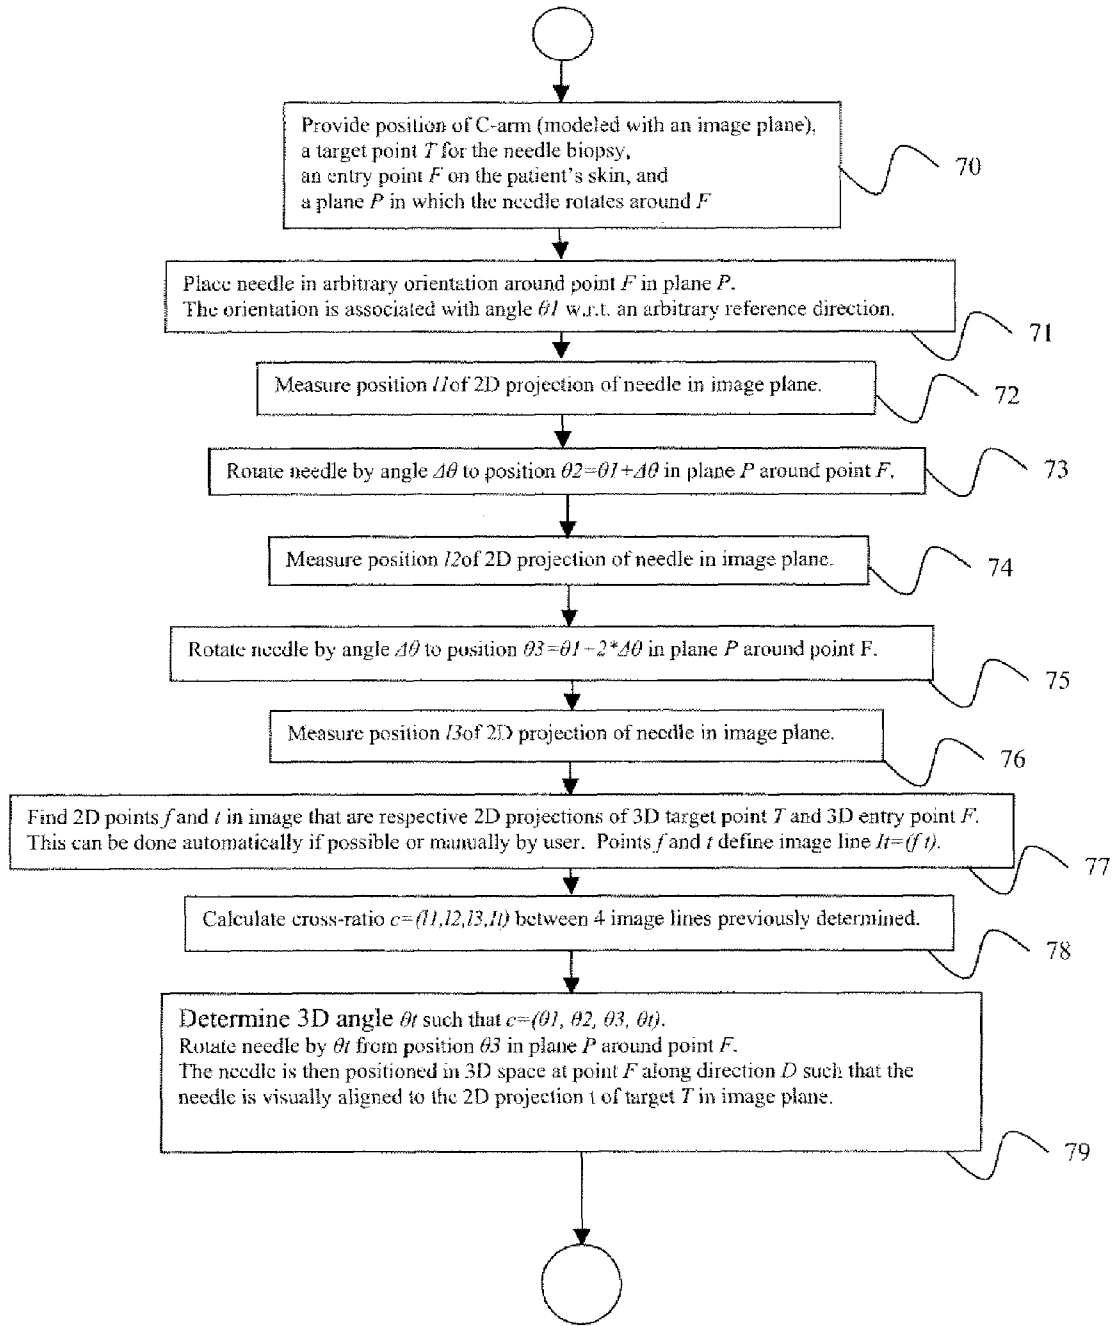 Provide position of C-arm (modeled with an image plane),
a target point T for the needle biopsy,
an entry point F on the patient's skin, and
a plane P in which the needle rotates around F
70
Place needle in arbitrary orientation around point F in plane P.
The orientation is associated with angle θ1 w.r.t. an arbitrary reference direction.
71
Measure position l1of 2D projection of needle in image plane.
72
Rotate needle by angle Δθ to position θ2=θ1+Δθ in plane P around point F.
73
Measure position l2of 2D projection of needle in image plane.
74
Rotate needle by angle Δθ to position θ3=θ1+2*Δθ in plane P around point F.
75
Measure position l3of 2D projection of needle in image plane.
76
Find 2D points f and t in image that are respective 2D projections of 3D target point T and 3D entry point F.
This can be done automatically if possible or manually by user. Points f and t define image line lt=(f t).
77
Calculate cross-ratio c=(l1,l2,l3,lt) between 4 image lines previously determined.
78
Determine 3D angle θt such that c=(θ1, θ2, θ3, θt).
Rotate needle by θt from position θ3 in plane P around point F.
The needle is then positioned in 3D space at point F along direction D such that the
needle is visually aligned to the 2D projection t of target T in image plane.
79